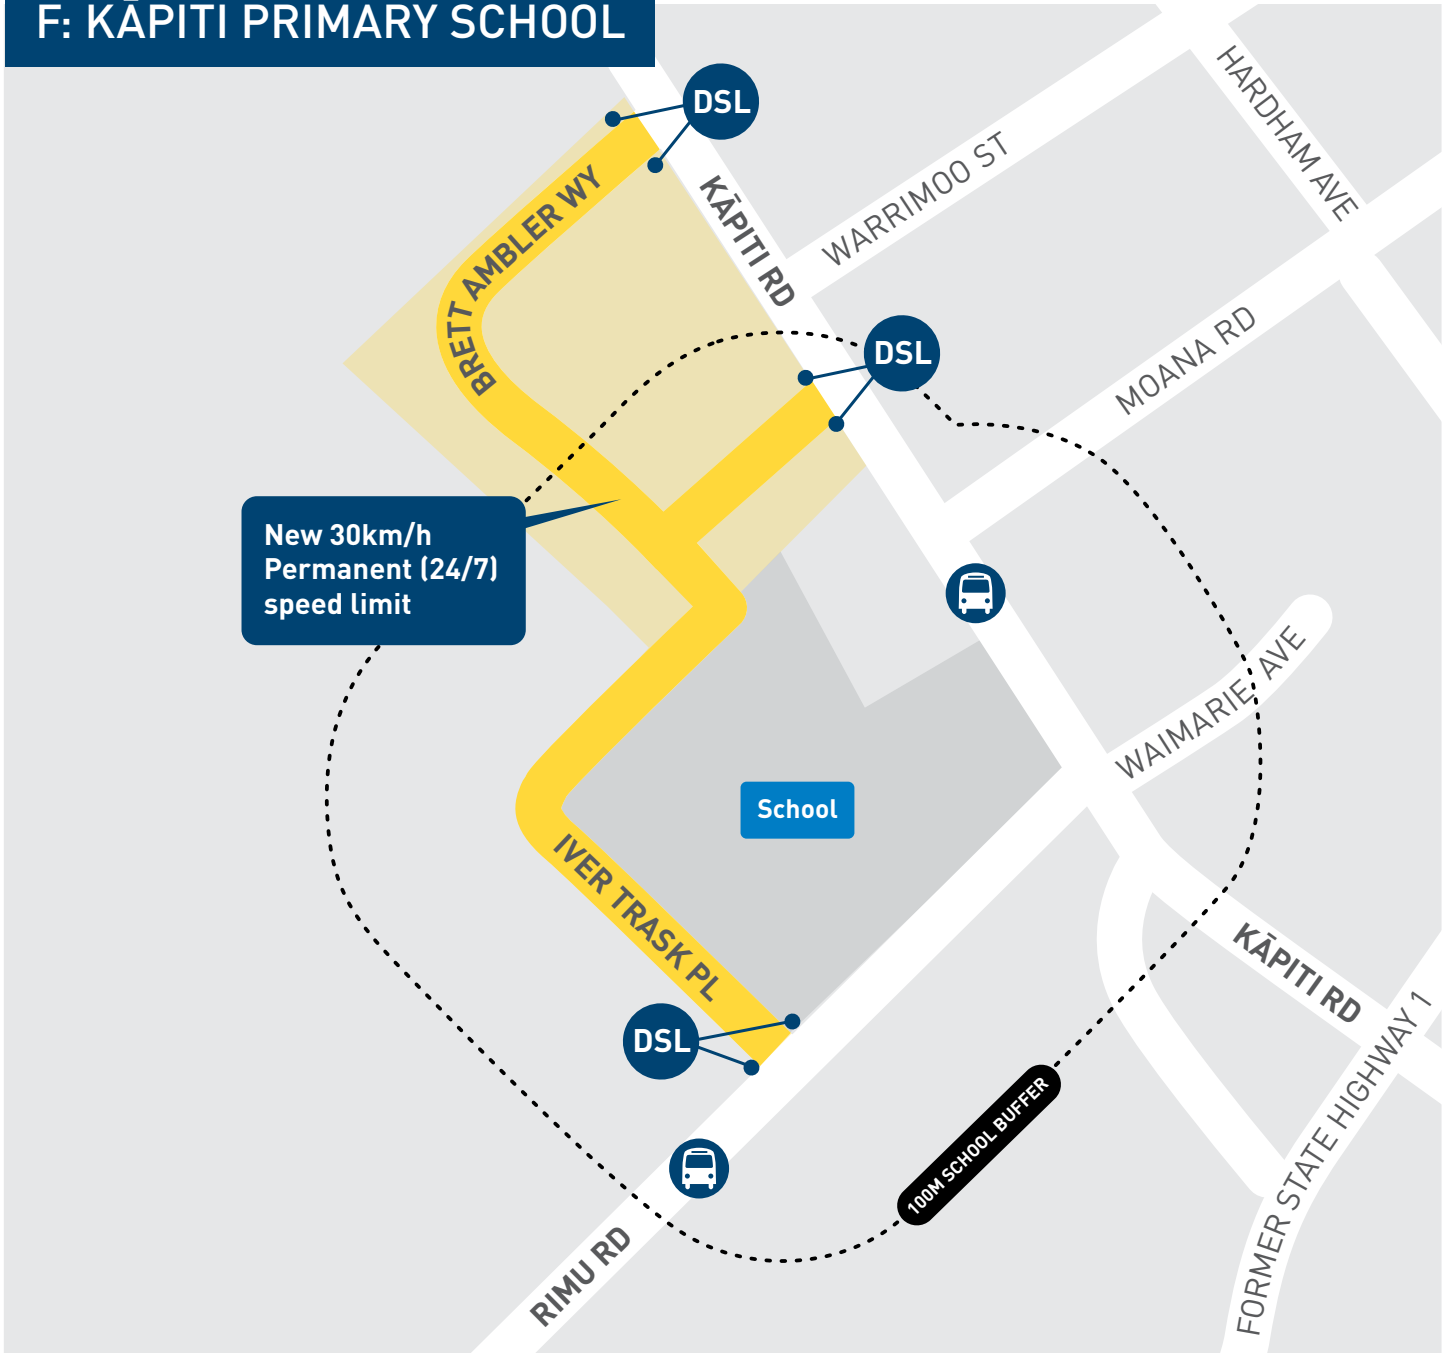 F: KĀPITI PRIMARY SCHOOL
DSL
HARDHAM AVE
WARRIMOO ST
BRETT AMBLER WY
KĀPITI RD
DSL
MOANA RD
New 30km/h
Permanent (24/7)
speed limit
WAIMARIE AVE
School
IVER TRASK PL
KĀPITI RD
DSL
FORMER STATE HIGHWAY 1
100M SCHOOL BUFFER
RIMU RD